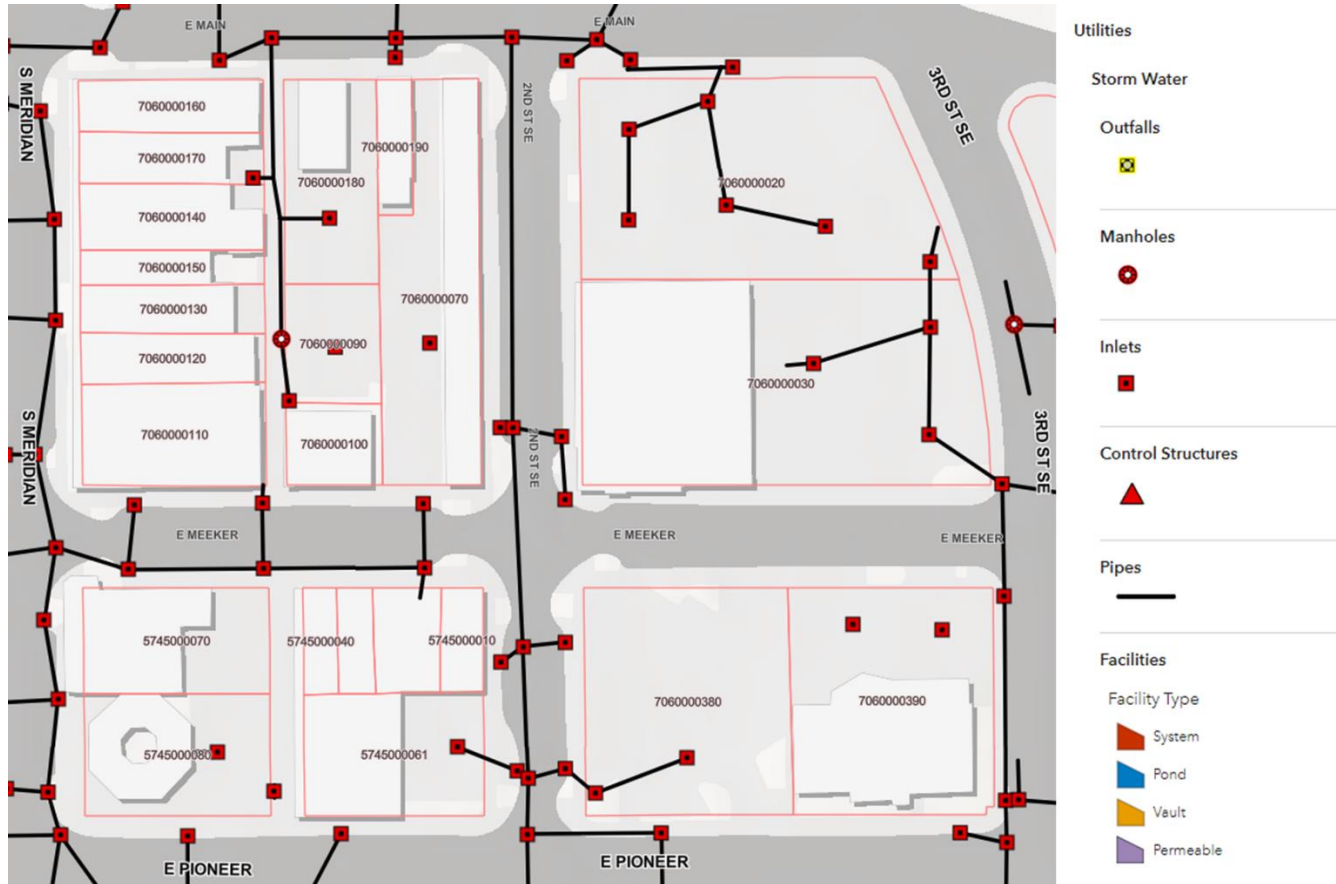 E MAIN
E MAIN
S MERIDIAN
2ND ST SE
3RD ST SE
7060000160
7060000170
7060000190
7060000180
7060000020
7060000140
7060000150
7060000130
7060000070
7060000120
7060000090
7060000030
7060000110
7060000100
S MERIDIAN
2ND ST SE
3RD ST SE
E MEEKER
E MEEKER
E MEEKER
5745000070
5745000040
5745000010
7060000380
7060000390
5745000080
5745000061
E PIONEER
E PIONEER
Utilities
Storm Water
Outfalls
Manholes
Inlets
Control Structures
Pipes
Facilities
Facility Type
System
Pond
Vault
Permeable